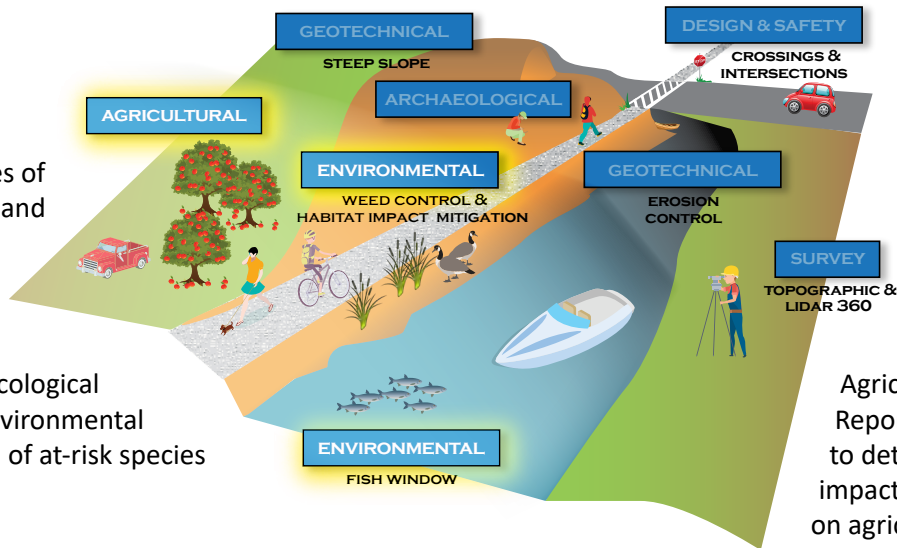 GEOTECHNICAL
STEEP SLOPE
DESIGN & SAFETY
CROSSINGS &
INTERSECTIONS
AGRICULTURAL
ARCHAEOLOGICAL
STOP
ENVIRONMENTAL
WEED CONTROL &
HABITAT IMPACT MITIGATION
GEOTECHNICAL
EROSION
CONTROL
es of
and
SURVEY
TOPOGRAPHIC &
LIDAR 360
cological
vironmental
of at-risk species
ENVIRONMENTAL
FISH WINDOW
Agric
Repo
to det
impact
on agric